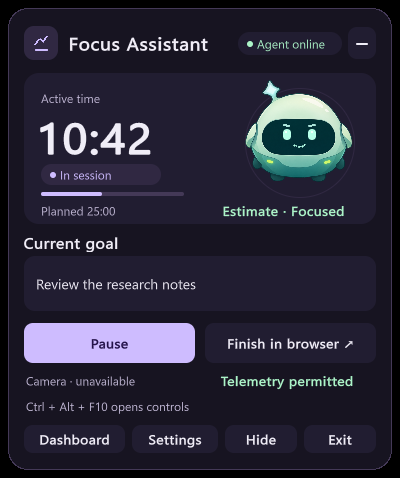 Focus Assistant
Agent online
Active time
10:42
In session
Planned 25:00
Estimate · Focused
Current goal
Review the research notes
Pause
Finish in browser ↗
Camera · unavailable
Telemetry permitted
Ctrl + Alt + F10 opens controls
Dashboard
Settings
Hide
Exit